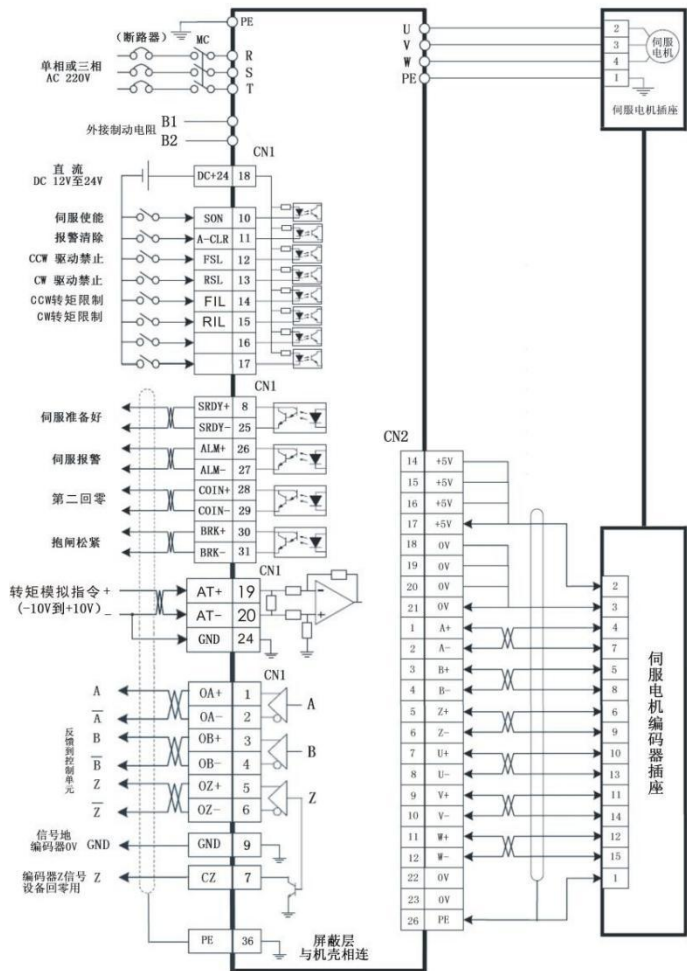 PE
(断路器) MC
单相或三相
AC 220V
R
S
T
B1
外接制动电阻
B2
CN1
直 流
DC 12V至24V
DC+24 18
伺服使能 SON 10
报警清除 A-CLR 11
CCW 驱动禁止 FSL 12
CW 驱动禁止 RSL 13
CCW转矩限制 FIL 14
CW转矩限制 RIL 15
16
17
CN1
伺服准备好
SRDY+ 8
SRDY- 25
伺服报警
ALM+ 26
ALM- 27
第二回零
COIN+ 28
COIN- 29
抱闸松紧
BRK+ 30
BRK- 31
CN1
转矩模拟指令+ AT+ 19 -
(-10V到+10V) - AT- 20 +
GND 24
CN1
A OA+ 1 A
A OA- 2
反馈到控制单元
B OB+ 3 B
B OB- 4
Z OZ+ 5 Z
Z OZ- 6
信号地
编码器0V GND GND 9
编码器Z信号
设备回零用 Z CZ 7
PE 36
屏蔽层
与机壳相连
U 2
V 3
W 4
PE 1
伺服
电机
伺服电机插座
CN2
14 +5V
15 +5V
16 +5V
17 +5V
18 0V
19 0V
20 0V
21 0V
1 A+
2 A-
3 B+
4 B-
5 Z+
6 Z-
7 U+
8 U-
9 V+
10 V-
11 W+
12 W-
22 0V
23 0V
26 PE
2
3
4
7
5
8
6
9
10
13
11
14
12
15
1
伺服电机编码器插座